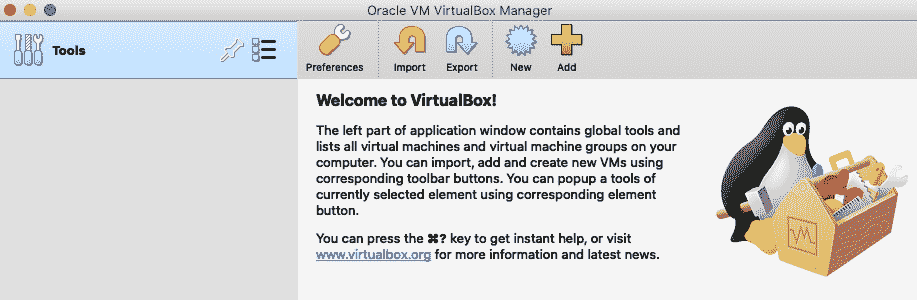 Oracle VM VirtualBox Manager
Tools
Preferences Import Export New Add
Welcome to VirtualBox!
The left part of application window contains global tools and
lists all virtual machines and virtual machine groups on your
computer. You can import, add and create new VMs using
corresponding toolbar buttons. You can popup a tools of
currently selected element using corresponding element
button.
You can press the ⌘? key to get instant help, or visit
www.virtualbox.org for more information and latest news.